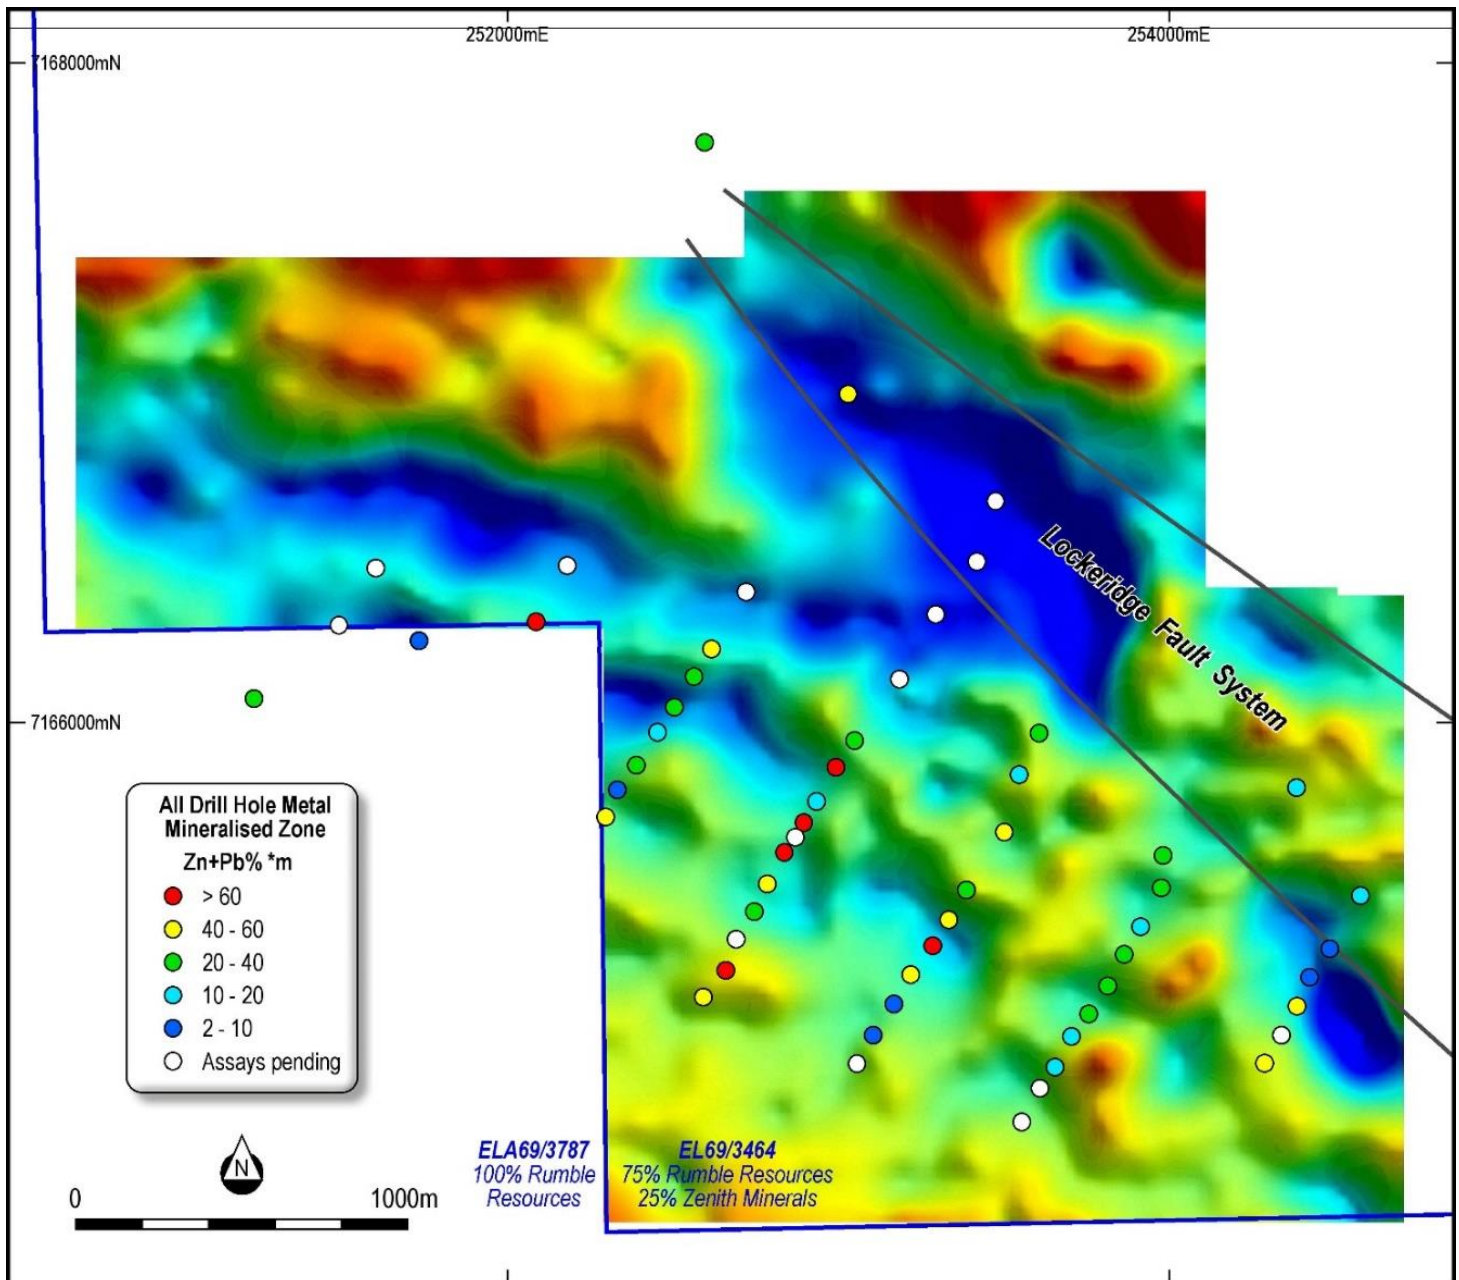 252000mE
254000mE
7168000mN
Lockeridge Fault System
7166000mN
All Drill Hole Metal
Mineralised Zone
Zn+Pb% *m
> 60
40 - 60
20 - 40
10 - 20
2 - 10
Assays pending
N
0 1000m
ELA69/3787
100% Rumble
Resources
EL69/3464
75% Rumble Resources
25% Zenith Minerals